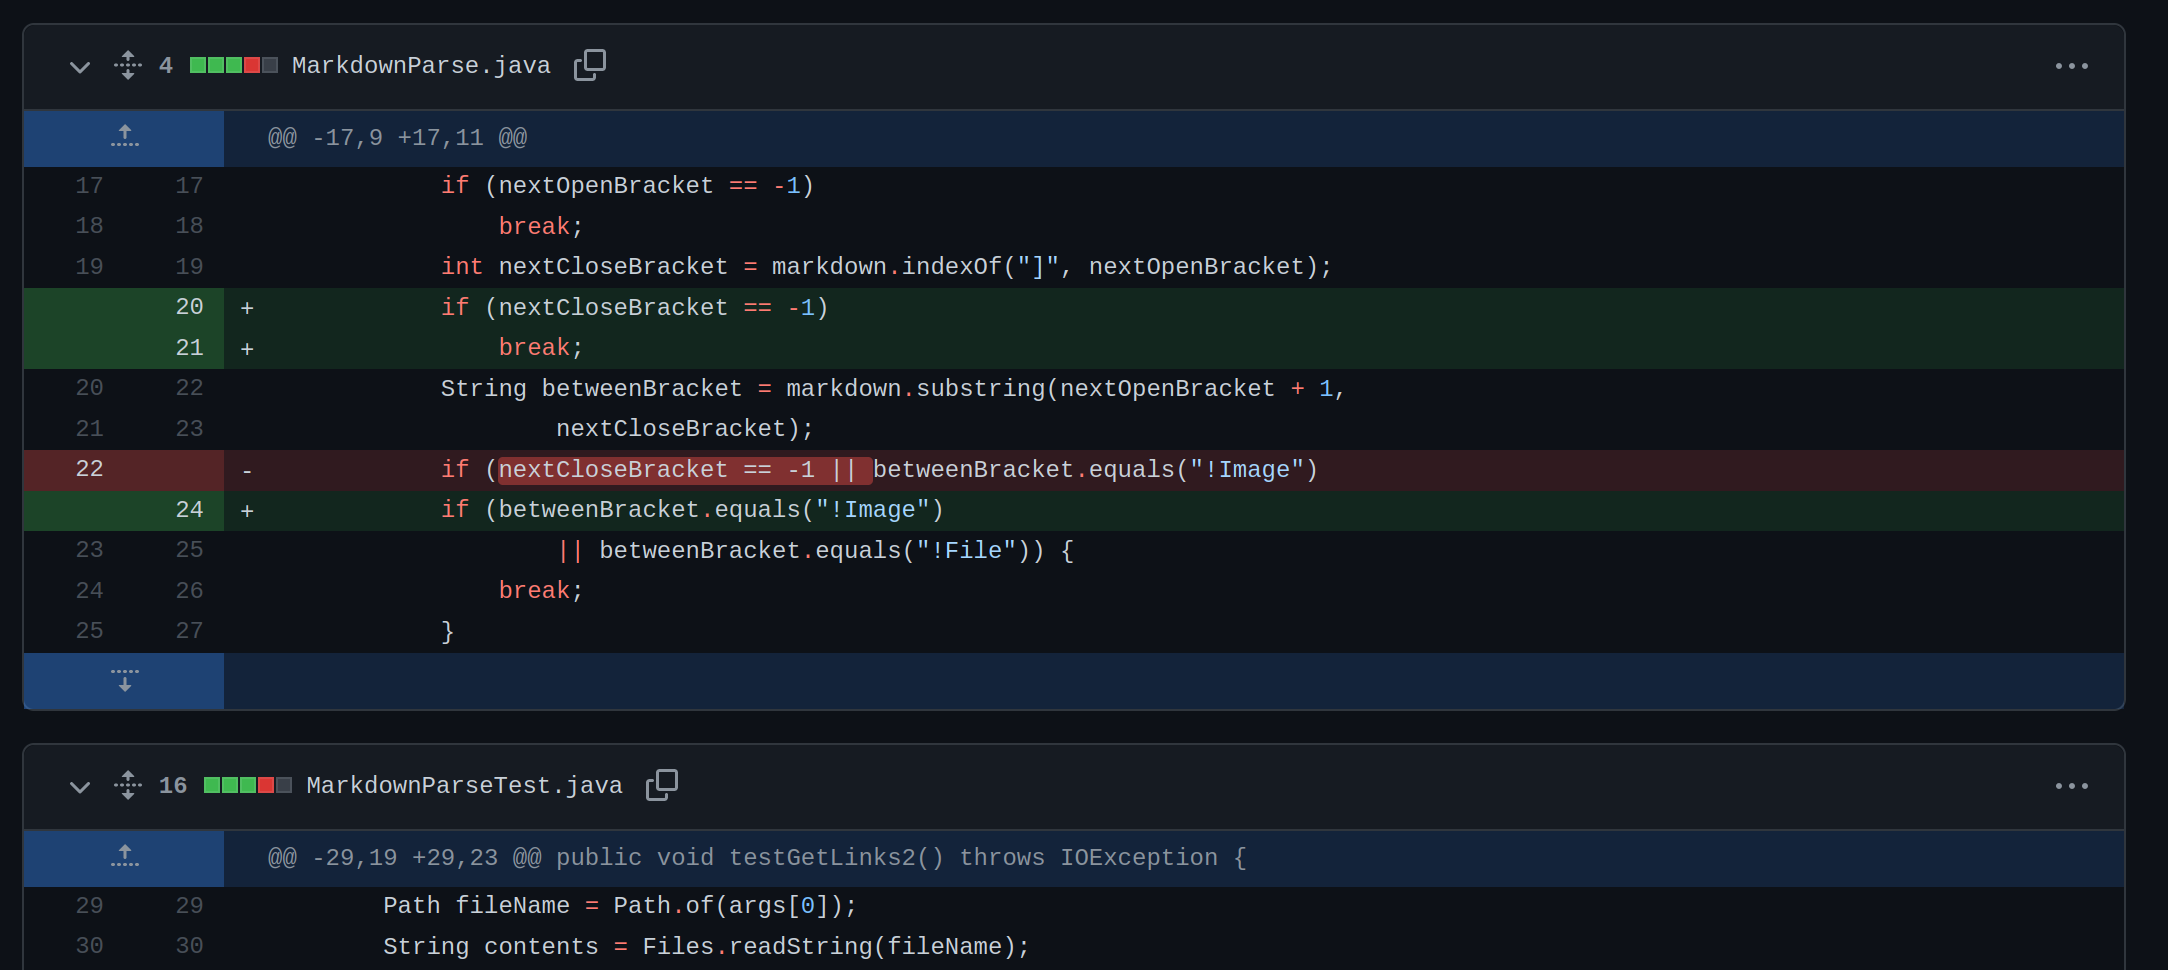 4 MarkdownParse.java
@@ -17,9 +17,11 @@
17 17 if (nextOpenBracket == -1)
18 18 break;
19 19 int nextCloseBracket = markdown.indexOf("]", nextOpenBracket);
20 + if (nextCloseBracket == -1)
21 + break;
20 22 String betweenBracket = markdown.substring(nextOpenBracket + 1,
21 23 nextCloseBracket);
22 - if (nextCloseBracket == -1 || betweenBracket.equals("!Image")
24 + if (betweenBracket.equals("!Image")
23 25 || betweenBracket.equals("!File")) {
24 26 break;
25 27 }
16 MarkdownParseTest.java
@@ -29,19 +29,23 @@ public void testGetLinks2() throws IOException {
29 29 Path fileName = Path.of(args[0]);
30 30 String contents = Files.readString(fileName);